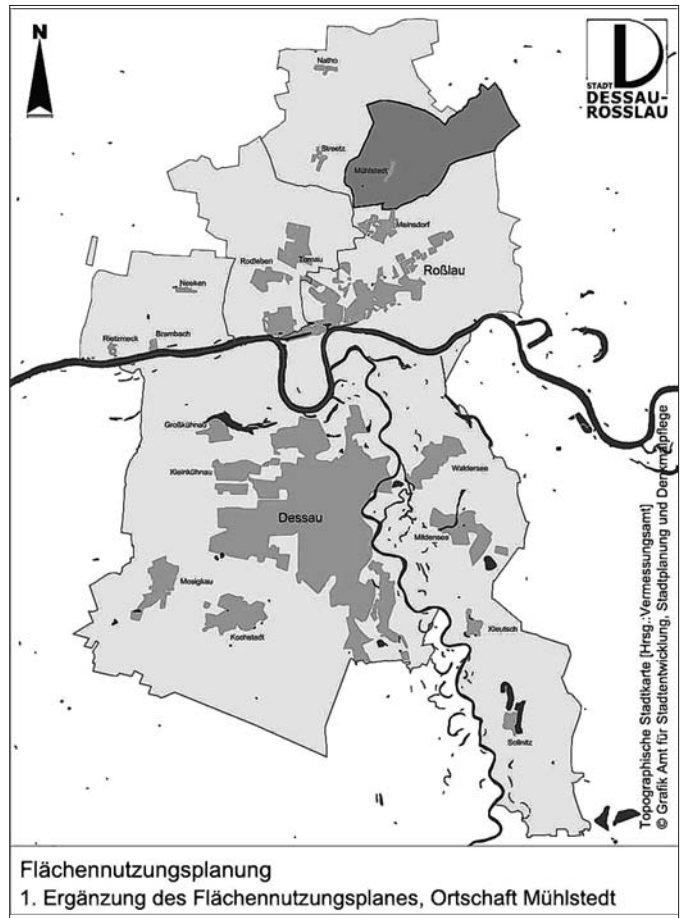 N
STADT
DESSAU-
ROSSLAU
Natho
Streetz
Mühlstedt
Meinsdorf
Rodleben
Tornau
Roßlau
Neeken
Rietzmeck
Brambach
Großkühnau
Kleinkühnau
Waldersee
Dessau
Mildensee
Mosigkau
Kochstedt
Kleutsch
Sollnitz
Topographische Stadtkarte [Hrsg.:Vermessungsamt]
© Grafik Amt für Stadtentwicklung, Stadtplanung und Denkmalpflege
Flächennutzungsplanung
1. Ergänzung des Flächennutzungsplanes, Ortschaft Mühlstedt